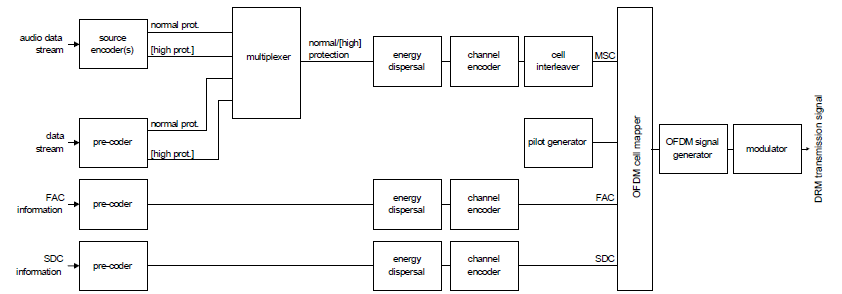 audio data
stream
source
encoder(s)
normal prot.
[high prot.]
multiplexer
normal/[high]
protection
energy
dispersal
channel
encoder
cell
interleaver
MSC
data
stream
pre-coder
normal prot.
[high prot.]
pilot generator
OFDM cell mapper
OFDM signal
generator
modulator
DRM transmission signal
FAC
information
pre-coder
energy
dispersal
channel
encoder
FAC
SDC
information
pre-coder
energy
dispersal
channel
encoder
SDC